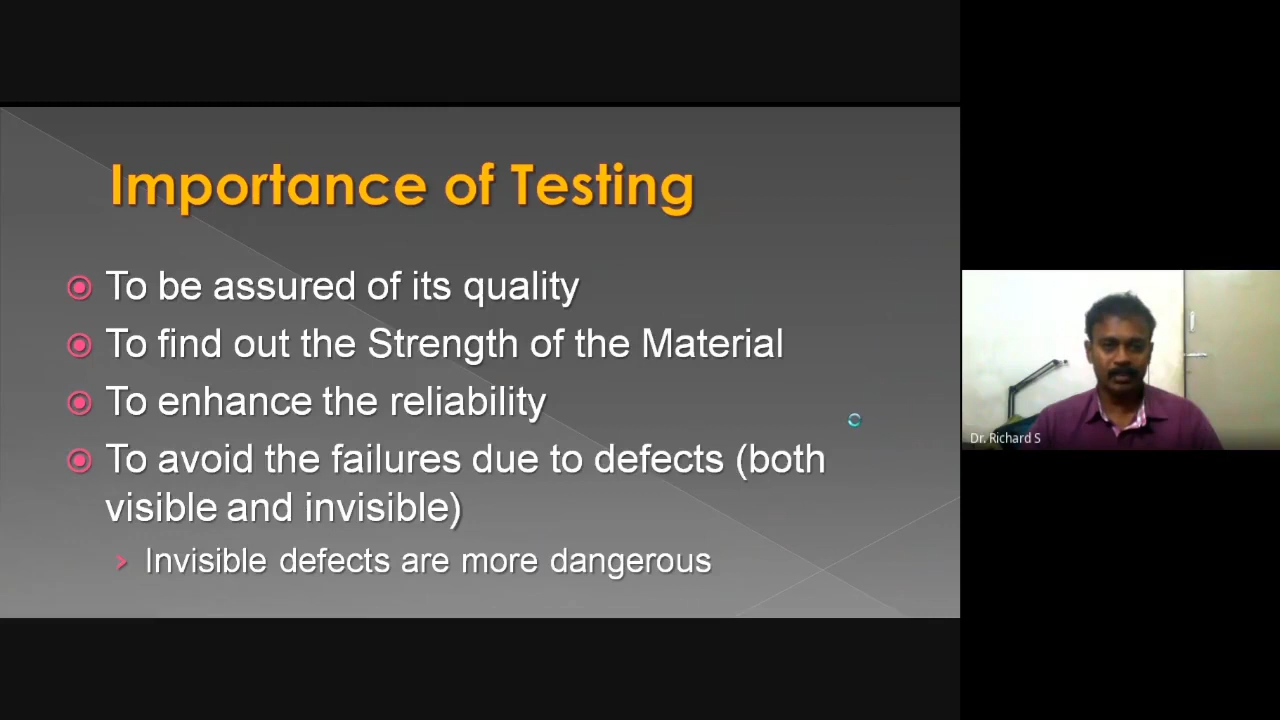 Importance of Testing
To be assured of its quality
To find out the Strength of the Material
To enhance the reliability
To avoid the failures due to defects (both
visible and invisible)
Invisible defects are more dangerous
Dr. Richard S